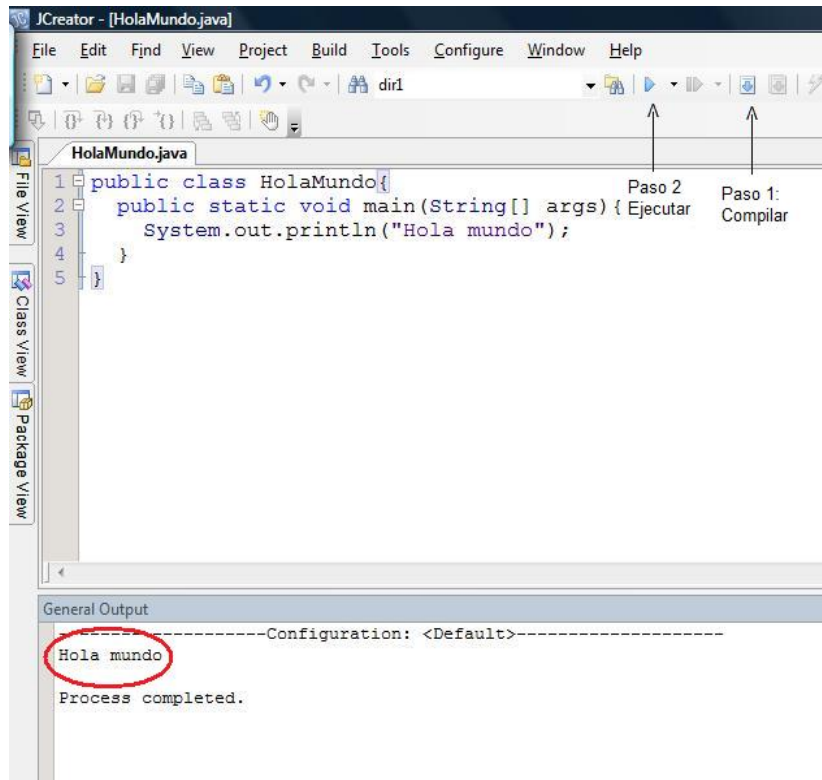 JCreator - [HolaMundo.java]
File Edit Find View Project Build Tools Configure Window Help
dir1
HolaMundo.java
File View
Class View
Package View
1 public class HolaMundo{
2 public static void main(String[] args){
3 System.out.println("Hola mundo");
4 }
5 }
Paso 2
Ejecutar
Paso 1:
Compilar
General Output
--------------------Configuration: <Default>--------------------
Hola mundo
Process completed.